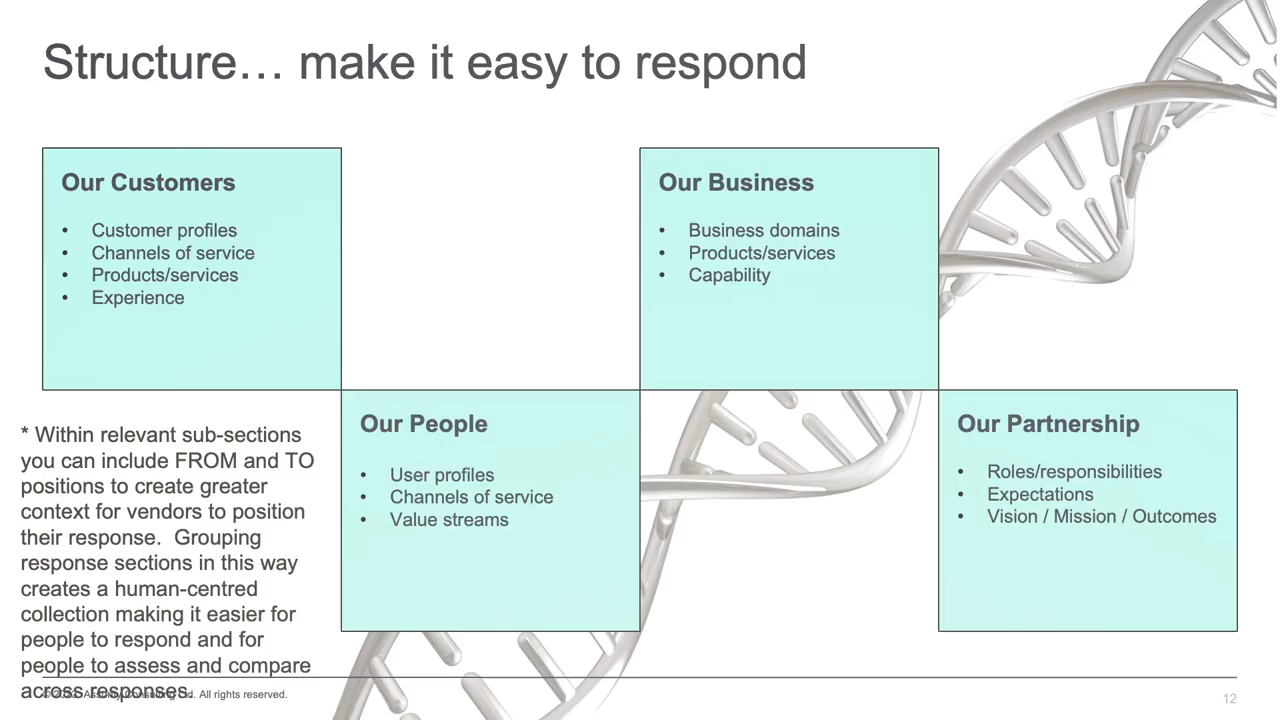 Structure… make it easy to respond
Our Customers
• Customer profiles
• Channels of service
• Products/services
• Experience
Our Business
• Business domains
• Products/services
• Capability
Our People
• User profiles
• Channels of service
• Value streams
Our Partnership
• Roles/responsibilities
• Expectations
• Vision / Mission / Outcomes
* Within relevant sub-sections
you can include FROM and TO
positions to create greater
context for vendors to position
their response.  Grouping
response sections in this way
creates a human-centred
collection making it easier for
people to respond and for
people to assess and compare
across responses.
© Consulting Ltd. All rights reserved.
12